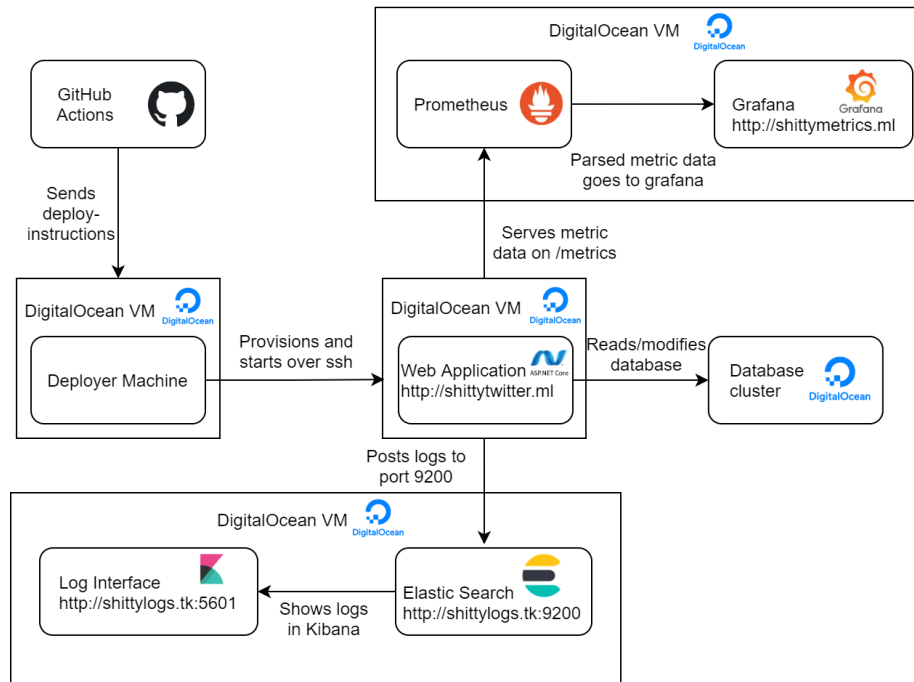 DigitalOcean VM
DigitalOcean
GitHub
Actions
Prometheus
Grafana
http://shittymetrics.ml
Grafana
Parsed metric data
goes to grafana
Sends
deploy-
instructions
Serves metric
data on /metrics
DigitalOcean VM
DigitalOcean
Deployer Machine
Provisions and
starts over ssh
DigitalOcean VM
DigitalOcean
Web Application
http://shittytwitter.ml
ASP.NET Core
Reads/modifies
database
Database
cluster
DigitalOcean
Posts logs to
port 9200
DigitalOcean VM
DigitalOcean
Log Interface
http://shittylogs.tk:5601
Shows logs
in Kibana
Elastic Search
http://shittylogs.tk:9200